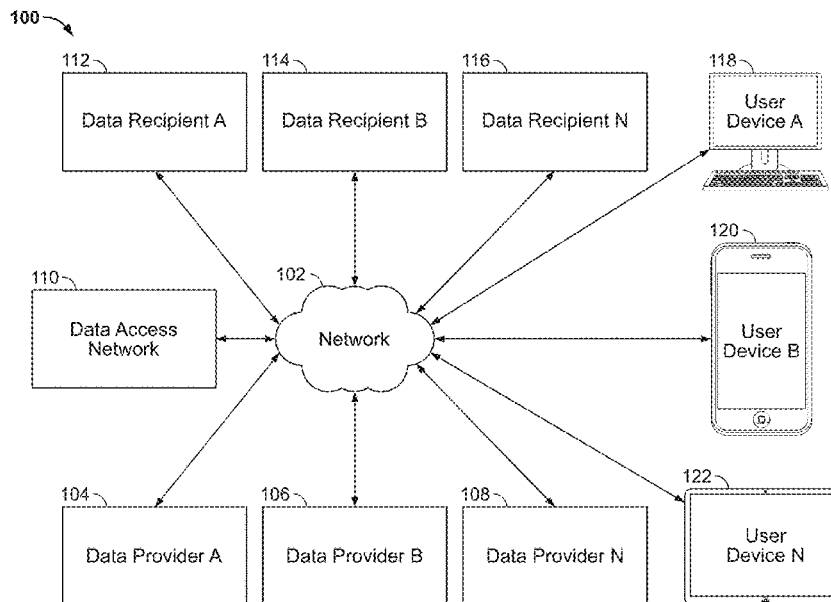 100
112
114
116
118
Data Recipient A
Data Recipient B
Data Recipient N
User
Device A
120
110
102
Data Access
Network
Network
User
Device B
104
106
108
122
Data Provider A
Data Provider B
Data Provider N
User
Device N